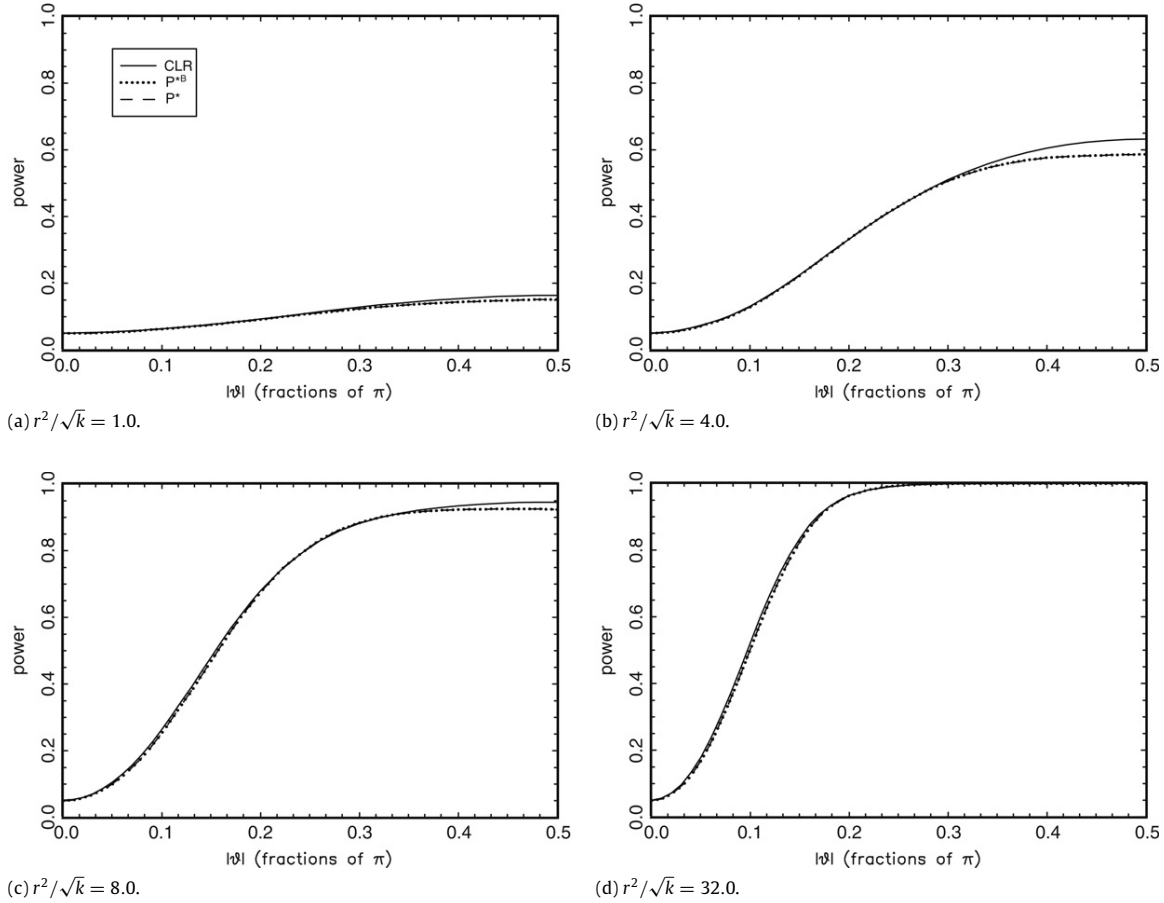 1.0
0.8
0.6
0.4
0.2
0.0
power
CLR
P*B
P*
0.0 0.1 0.2 0.3 0.4 0.5
|ϑ| (fractions of π)
(a) r²/√k = 1.0.
1.0
0.8
0.6
0.4
0.2
0.0
power
0.0 0.1 0.2 0.3 0.4 0.5
|ϑ| (fractions of π)
(b) r²/√k = 4.0.
1.0
0.8
0.6
0.4
0.2
0.0
power
0.0 0.1 0.2 0.3 0.4 0.5
|ϑ| (fractions of π)
(c) r²/√k = 8.0.
1.0
0.8
0.6
0.4
0.2
0.0
power
0.0 0.1 0.2 0.3 0.4 0.5
|ϑ| (fractions of π)
(d) r²/√k = 32.0.